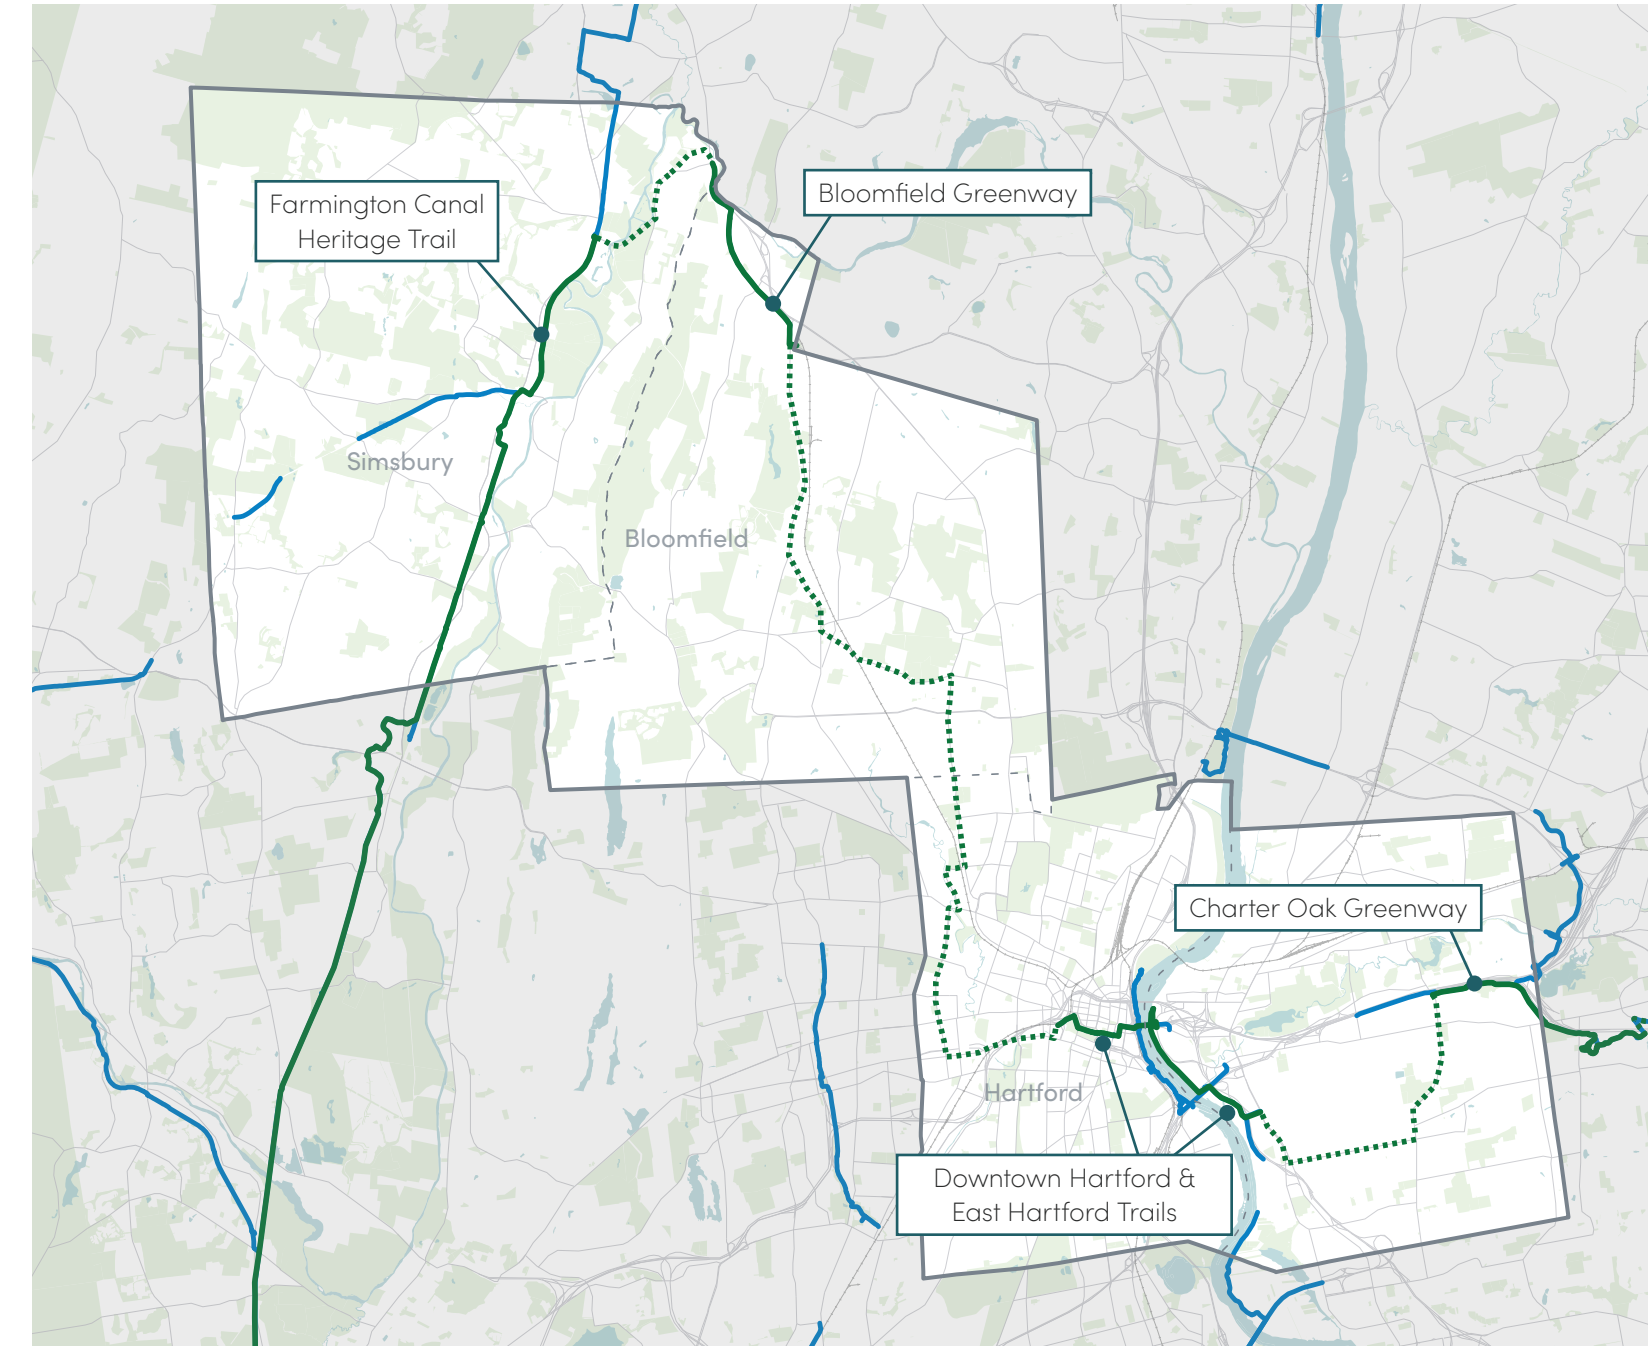 Farmington Canal
Heritage Trail
Bloomfield Greenway
Simsbury
Bloomfield
Charter Oak Greenway
Hartford
Downtown Hartford &
East Hartford Trails